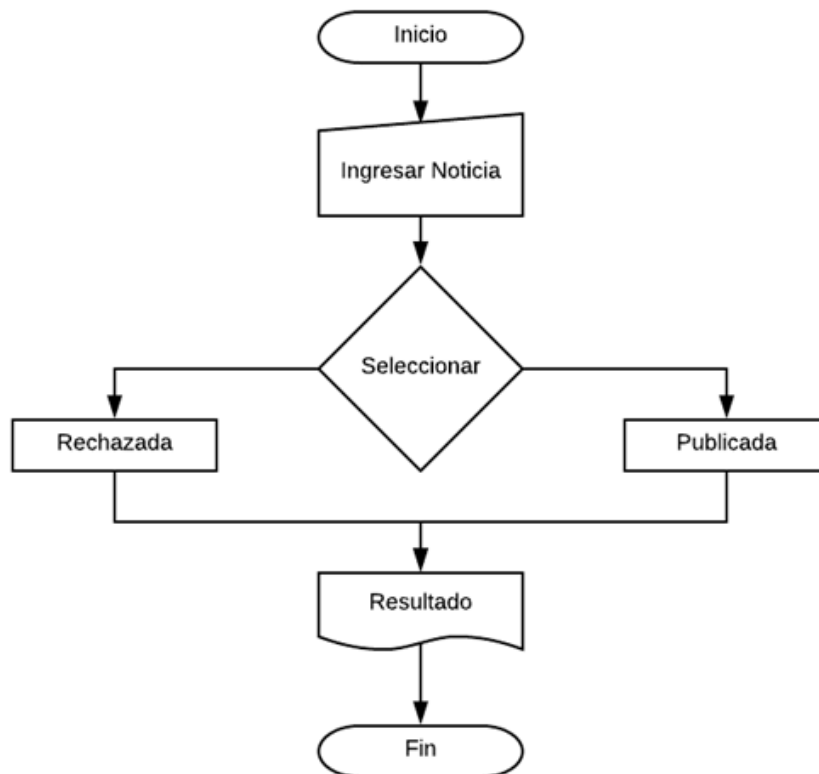 Inicio
Ingresar Noticia
Seleccionar
Rechazada
Publicada
Resultado
Fin